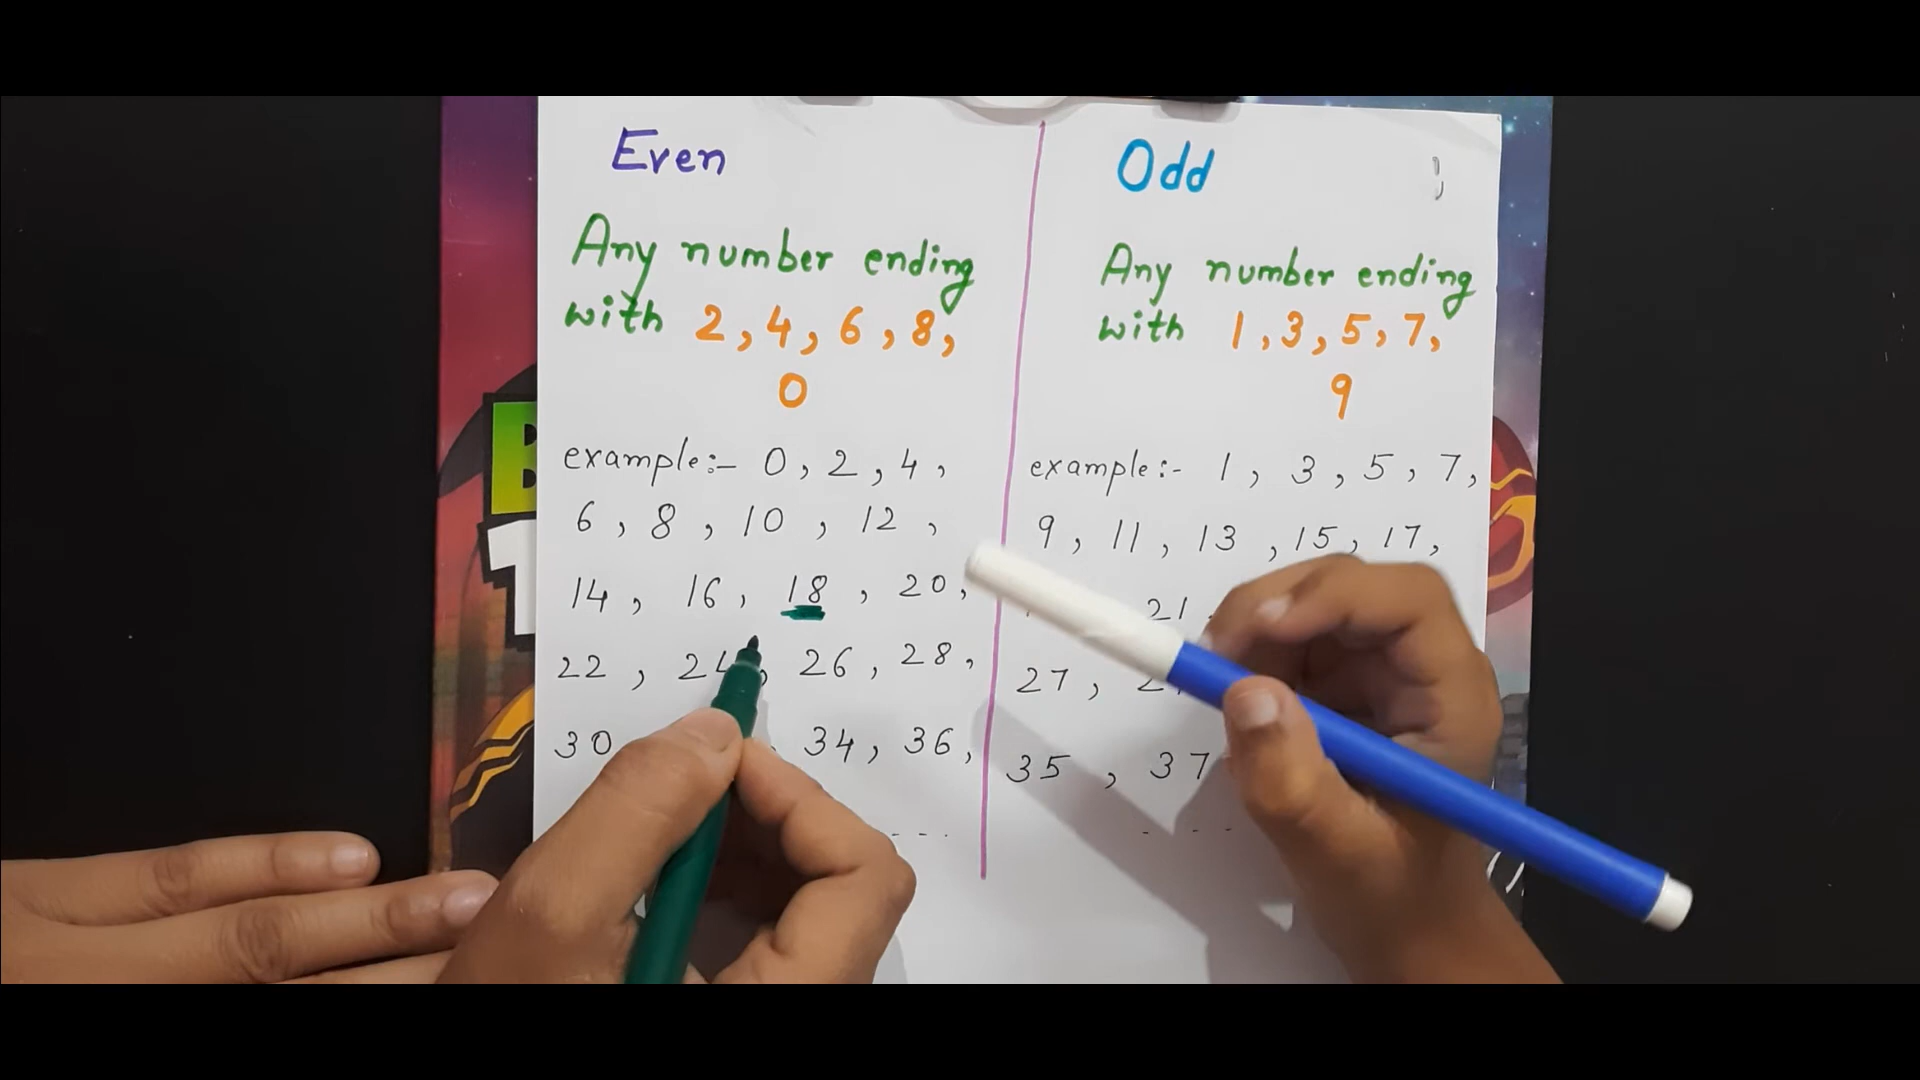 Even
Any number ending
with 2, 4, 6, 8,
0
example:- 0, 2, 4,
6, 8, 10, 12,
14, 16, 18, 20,
22, 24, 26, 28,
30 34, 36,
- - -
Odd
Any number ending
with 1, 3, 5, 7,
9
example:- 1, 3, 5, 7,
9, 11, 13, 15, 17,
21
27,
35, 37
- - -